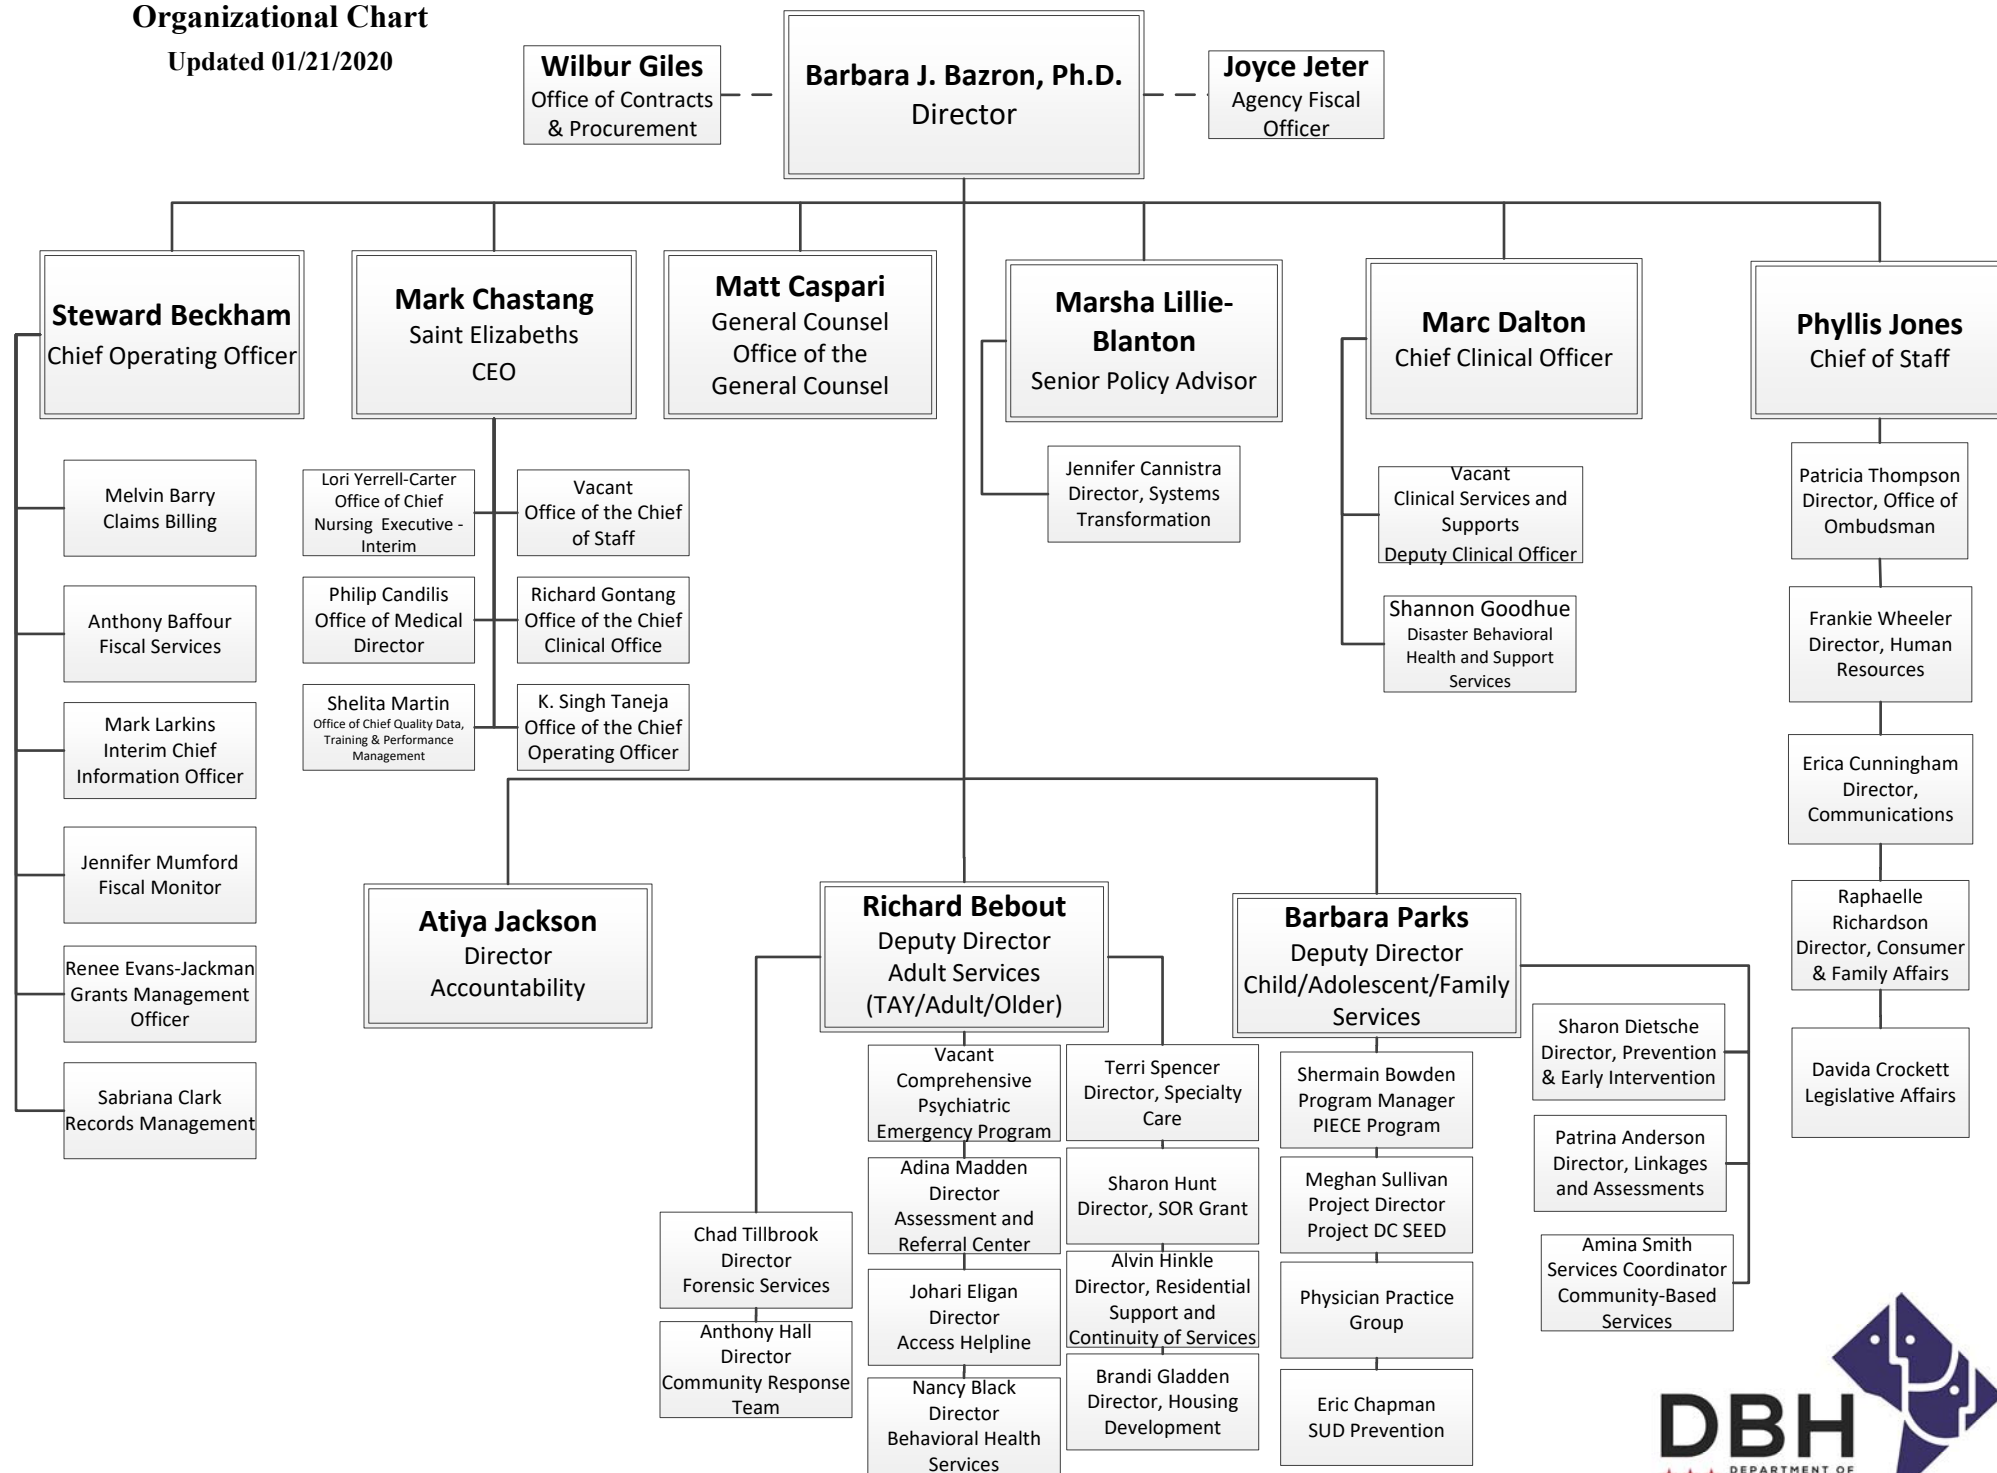 Organizational Chart
Updated 01/21/2020
Wilbur Giles
Office of Contracts
& Procurement
Barbara J. Bazron, Ph.D.
Director
Joyce Jeter
Agency Fiscal
Officer
Steward Beckham
Chief Operating Officer
Mark Chastang
Saint Elizabeths
CEO
Matt Caspari
General Counsel
Office of the
General Counsel
Marsha Lillie-
Blanton
Senior Policy Advisor
Marc Dalton
Chief Clinical Officer
Phyllis Jones
Chief of Staff
Melvin Barry
Claims Billing
Anthony Baffour
Fiscal Services
Mark Larkins
Interim Chief
Information Officer
Jennifer Mumford
Fiscal Monitor
Renee Evans-Jackman
Grants Management
Officer
Sabriana Clark
Records Management
Lori Yerrell-Carter
Office of Chief
Nursing Executive -
Interim
Vacant
Office of the Chief
of Staff
Philip Candilis
Office of Medical
Director
Richard Gontang
Office of the Chief
Clinical Office
Shelita Martin
Office of Chief Quality Data,
Training & Performance
Management
K. Singh Taneja
Office of the Chief
Operating Officer
Jennifer Cannistra
Director, Systems
Transformation
Vacant
Clinical Services and
Supports
Deputy Clinical Officer
Shannon Goodhue
Disaster Behavioral
Health and Support
Services
Patricia Thompson
Director, Office of
Ombudsman
Frankie Wheeler
Director, Human
Resources
Erica Cunningham
Director,
Communications
Raphaelle
Richardson
Director, Consumer
& Family Affairs
Davida Crockett
Legislative Affairs
Atiya Jackson
Director
Accountability
Richard Bebout
Deputy Director
Adult Services
(TAY/Adult/Older)
Barbara Parks
Deputy Director
Child/Adolescent/Family
Services
Chad Tillbrook
Director
Forensic Services
Anthony Hall
Director
Community Response
Team
Vacant
Comprehensive
Psychiatric
Emergency Program
Adina Madden
Director
Assessment and
Referral Center
Johari Eligan
Director
Access Helpline
Nancy Black
Director
Behavioral Health
Services
Terri Spencer
Director, Specialty
Care
Sharon Hunt
Director, SOR Grant
Alvin Hinkle
Director, Residential
Support and
Continuity of Services
Brandi Gladden
Director, Housing
Development
Shermain Bowden
Program Manager
PIECE Program
Meghan Sullivan
Project Director
Project DC SEED
Physician Practice
Group
Eric Chapman
SUD Prevention
Sharon Dietsche
Director, Prevention
& Early Intervention
Patrina Anderson
Director, Linkages
and Assessments
Amina Smith
Services Coordinator
Community-Based
Services
DBH
DEPARTMENT OF